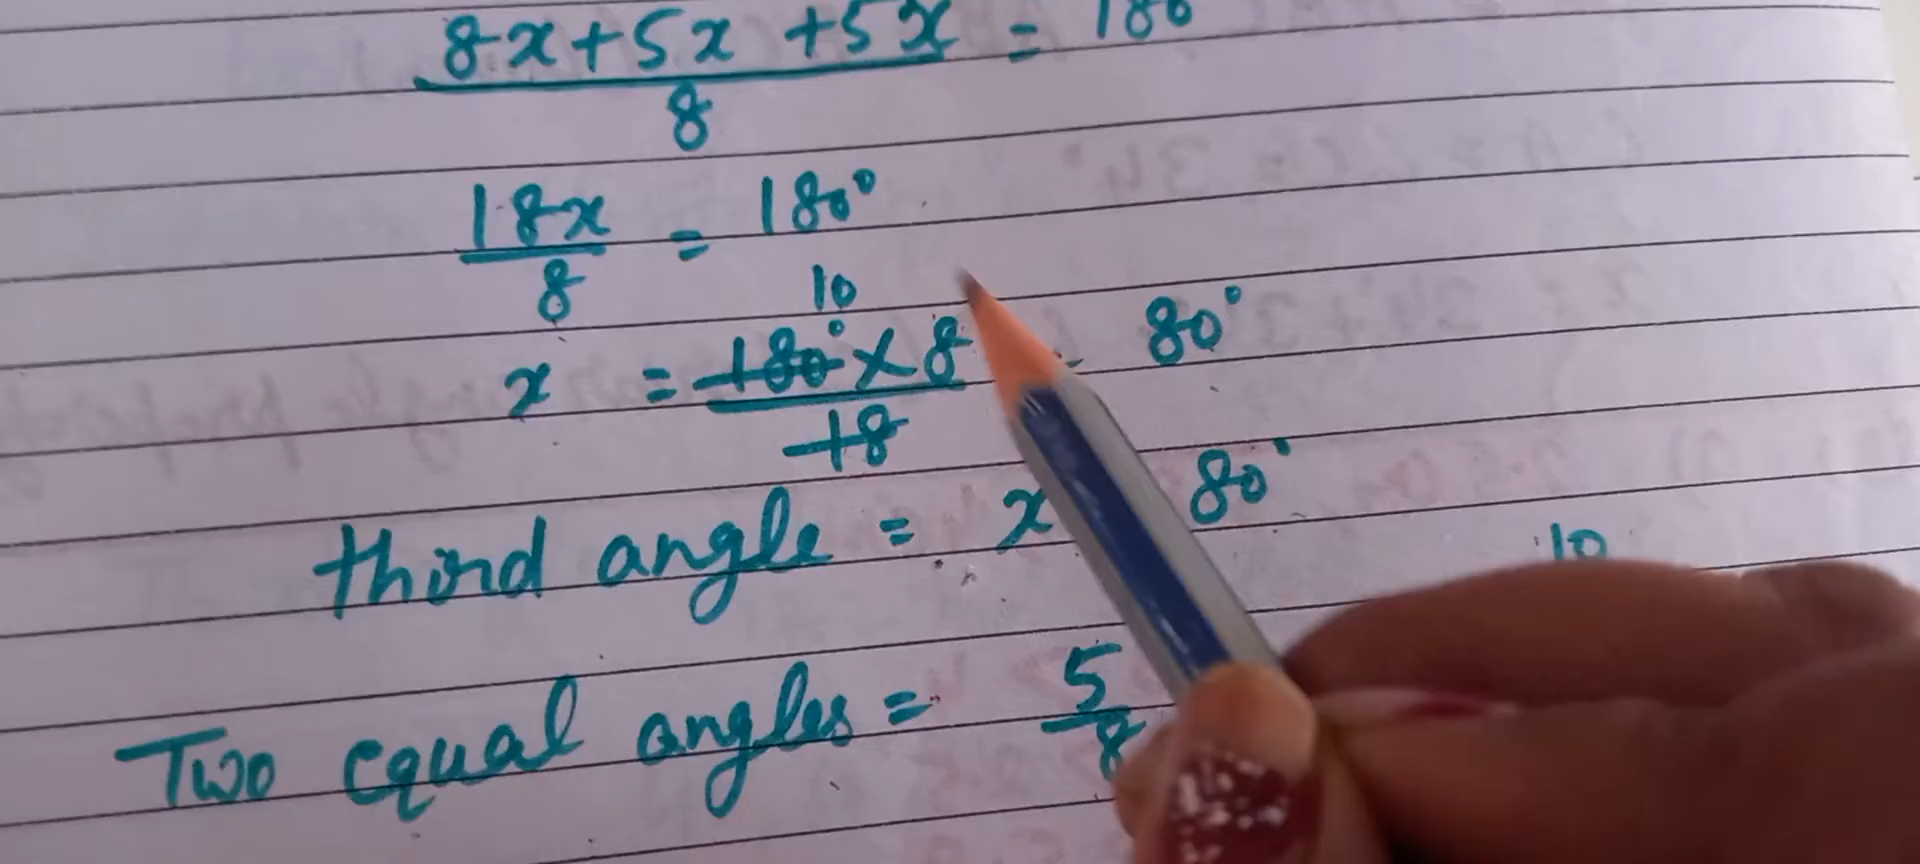 8x+5x+5x = 180
8
18x = 180°
8
10
x = 180° × 8 80°
18
third angle = x 80°
10
Two equal angles = 5
8